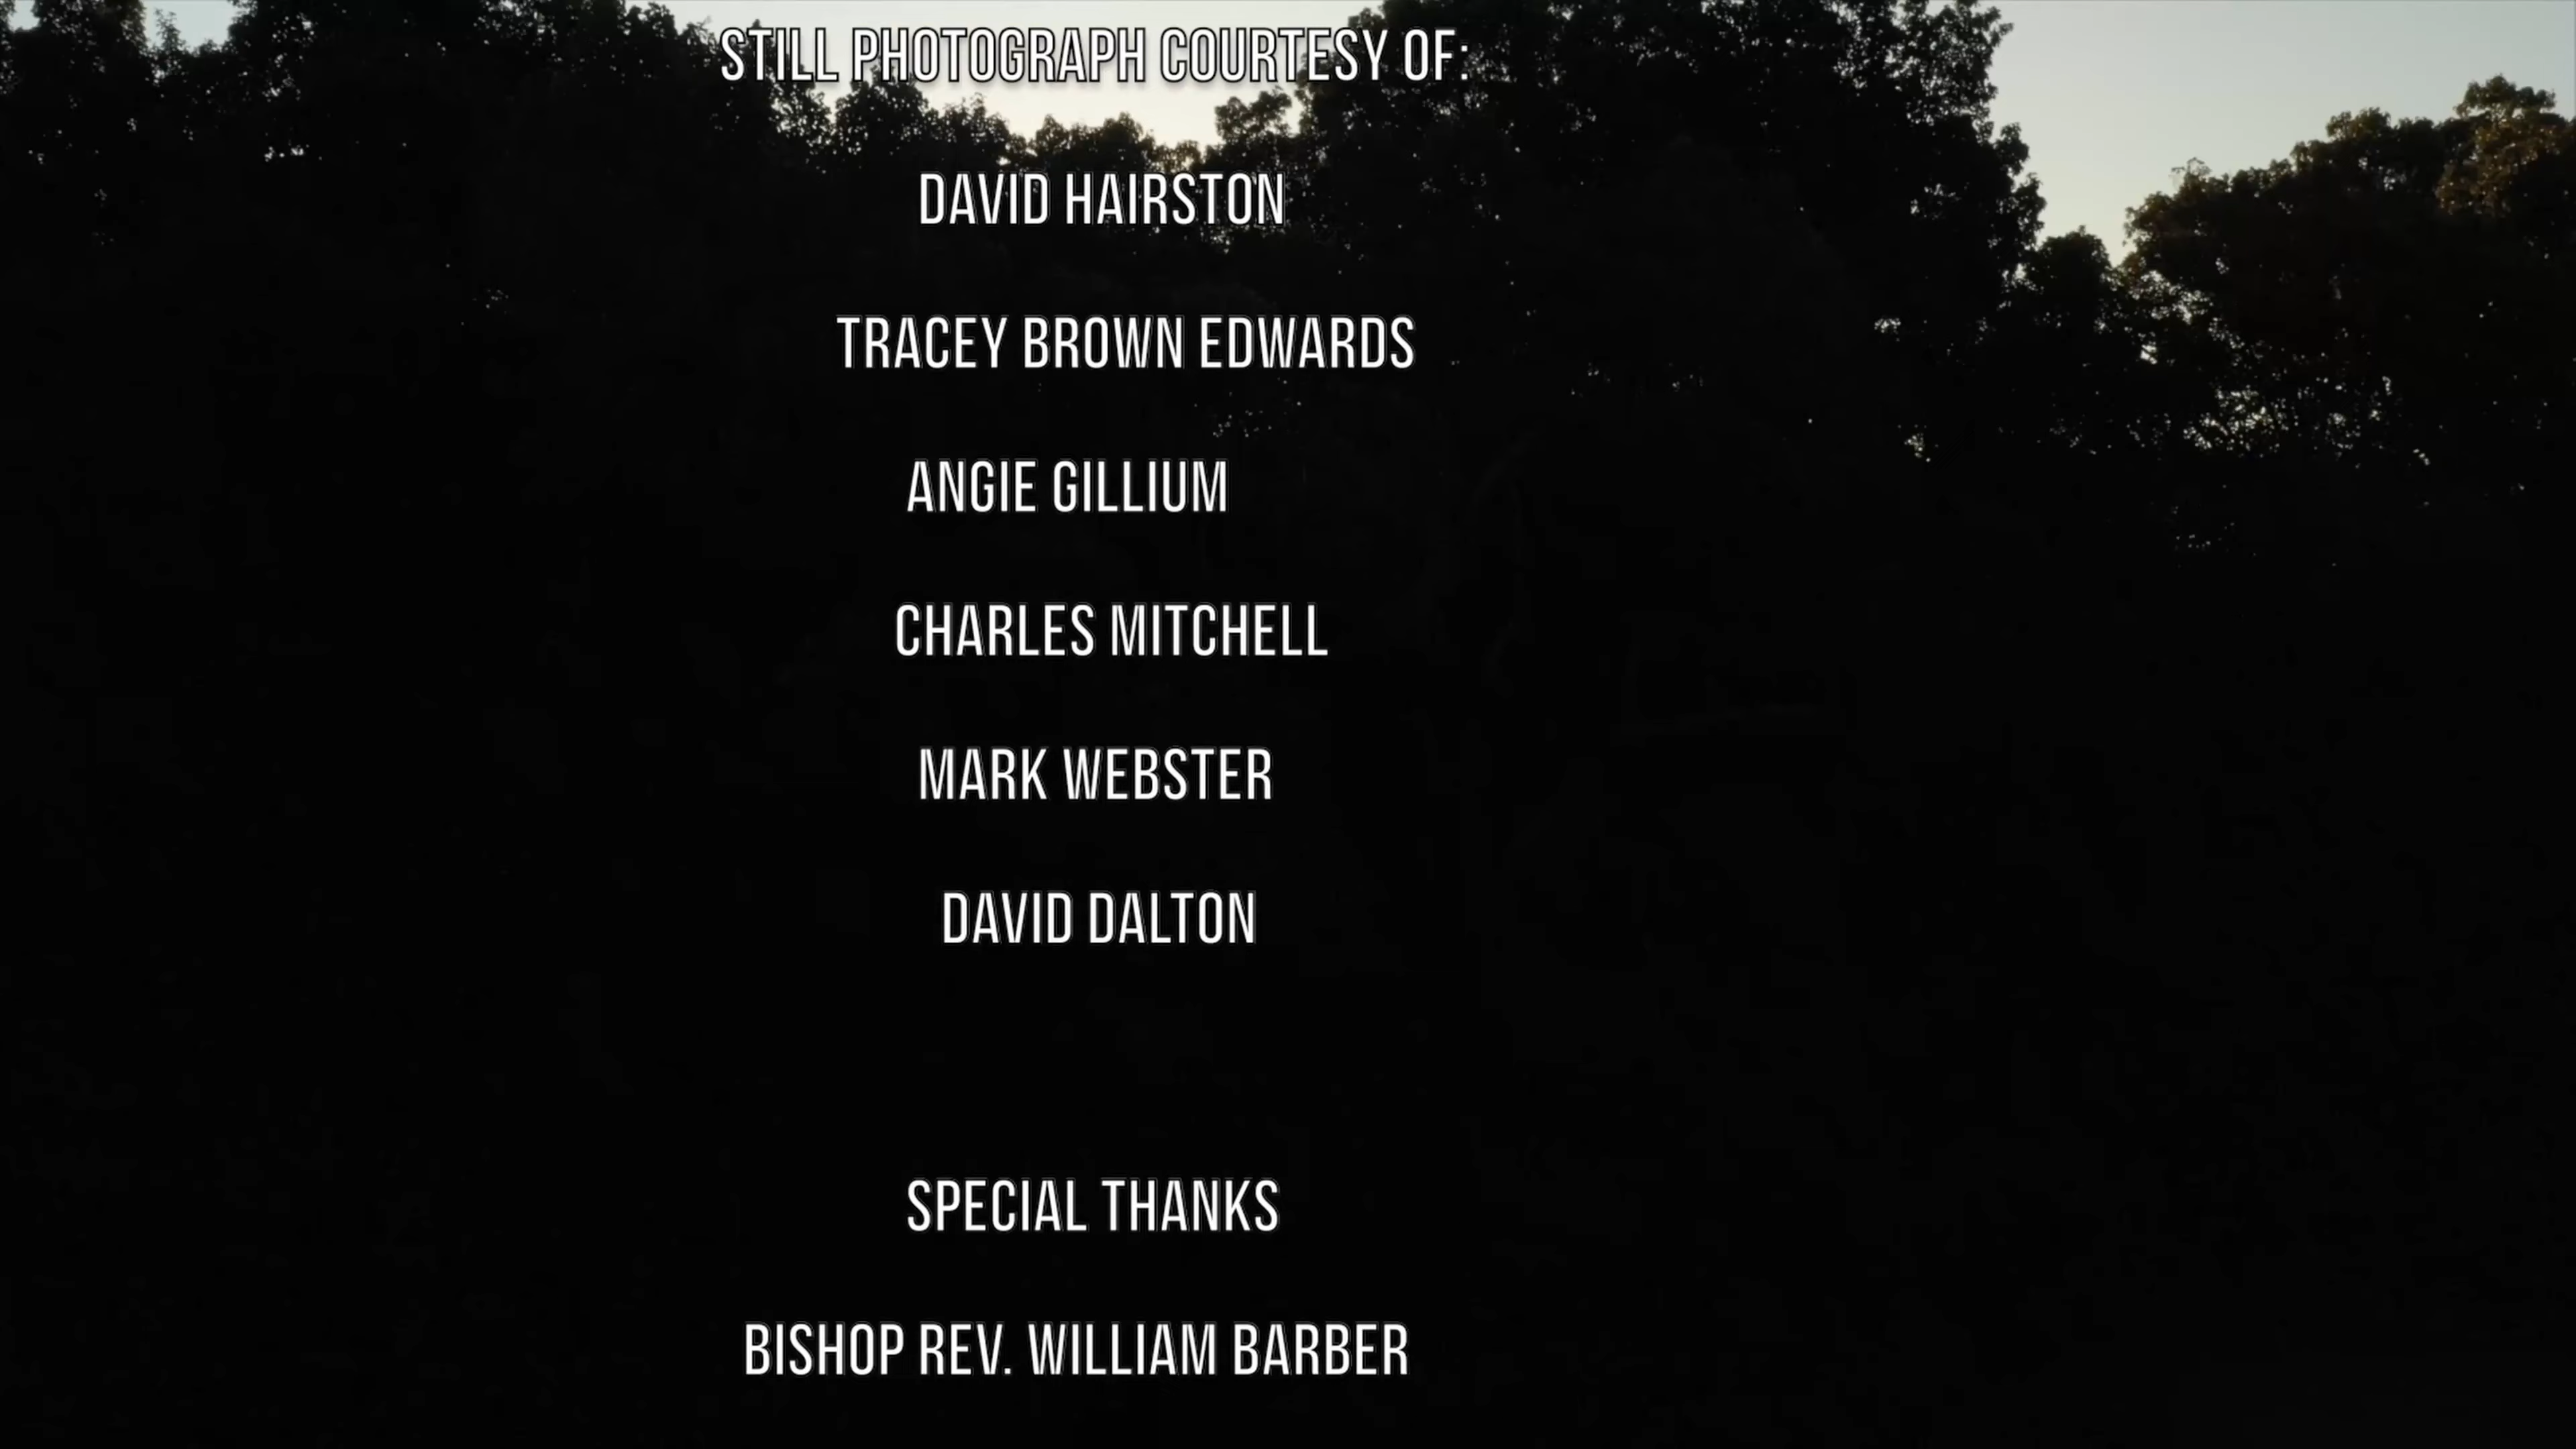 STILL PHOTOGRAPH COURTESY OF:
DAVID HAIRSTON
TRACEY BROWN EDWARDS
ANGIE GILLIUM
CHARLES MITCHELL
MARK WEBSTER
DAVID DALTON
SPECIAL THANKS
BISHOP REV. WILLIAM BARBER